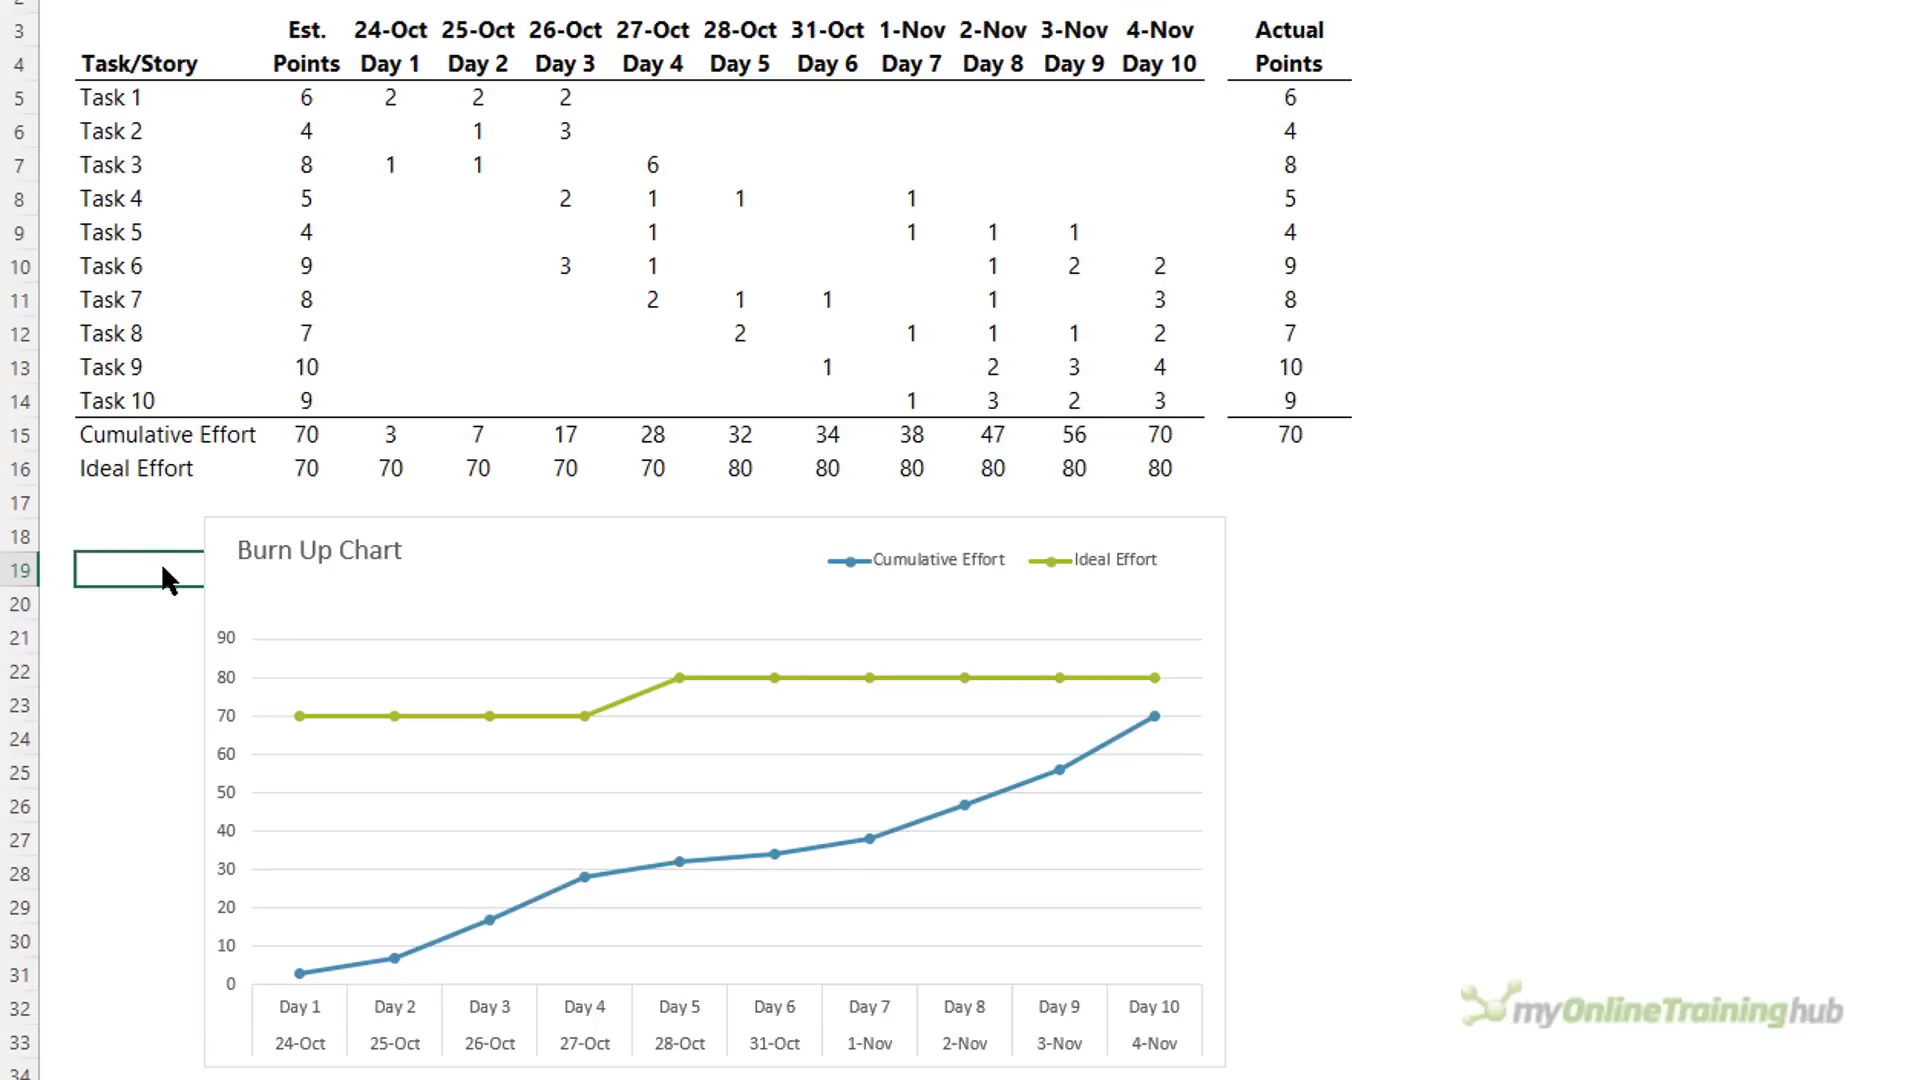 3 Est. 24-Oct 25-Oct 26-Oct 27-Oct 28-Oct 31-Oct 1-Nov 2-Nov 3-Nov 4-Nov Actual
4 Task/Story Points Day 1 Day 2 Day 3 Day 4 Day 5 Day 6 Day 7 Day 8 Day 9 Day 10 Points
5 Task 1 6 2 2 2 6
6 Task 2 4 1 3 4
7 Task 3 8 1 1 6 8
8 Task 4 5 2 1 1 1 5
9 Task 5 4 1 1 1 1 4
10 Task 6 9 3 1 1 2 2 9
11 Task 7 8 2 1 1 1 3 8
12 Task 8 7 2 1 1 1 2 7
13 Task 9 10 1 2 3 4 10
14 Task 10 9 1 3 2 3 9
15 Cumulative Effort 70 3 7 17 28 32 34 38 47 56 70 70
16 Ideal Effort 70 70 70 70 70 80 80 80 80 80 80
17
18 Burn Up Chart
Cumulative Effort Ideal Effort
19
20
21 90
22 80
23 70
24 60
25 50
26 40
27
28 30
29 20
30 10
31 0
32 Day 1 Day 2 Day 3 Day 4 Day 5 Day 6 Day 7 Day 8 Day 9 Day 10
33 24-Oct 25-Oct 26-Oct 27-Oct 28-Oct 31-Oct 1-Nov 2-Nov 3-Nov 4-Nov
34
myOnlineTraininghub